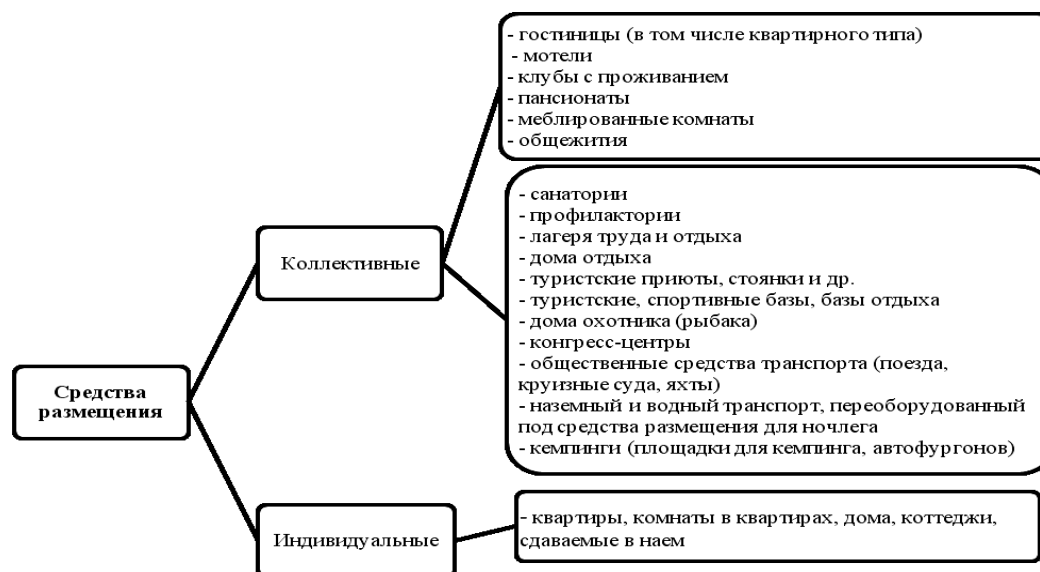 - гостиницы (в том числе квартирного типа)
- мотели
- клубы с проживанием
- пансионаты
- меблированные комнаты
- общежития
- санатории
- профилактории
- лагеря труда и отдыха
- дома отдыха
- туристские приюты, стоянки и др.
- туристские, спортивные базы, базы отдыха
- дома охотника (рыбака)
- конгресс-центры
- общественные средства транспорта (поезда,
круизные суда, яхты)
- наземный и водный транспорт, переоборудованный
под средства размещения для ночлега
- кемпинги (площадки для кемпинга, автофургонов)
Коллективные
Средства
размещения
Индивидуальные
- квартиры, комнаты в квартирах, дома, коттеджи,
сдаваемые в наем